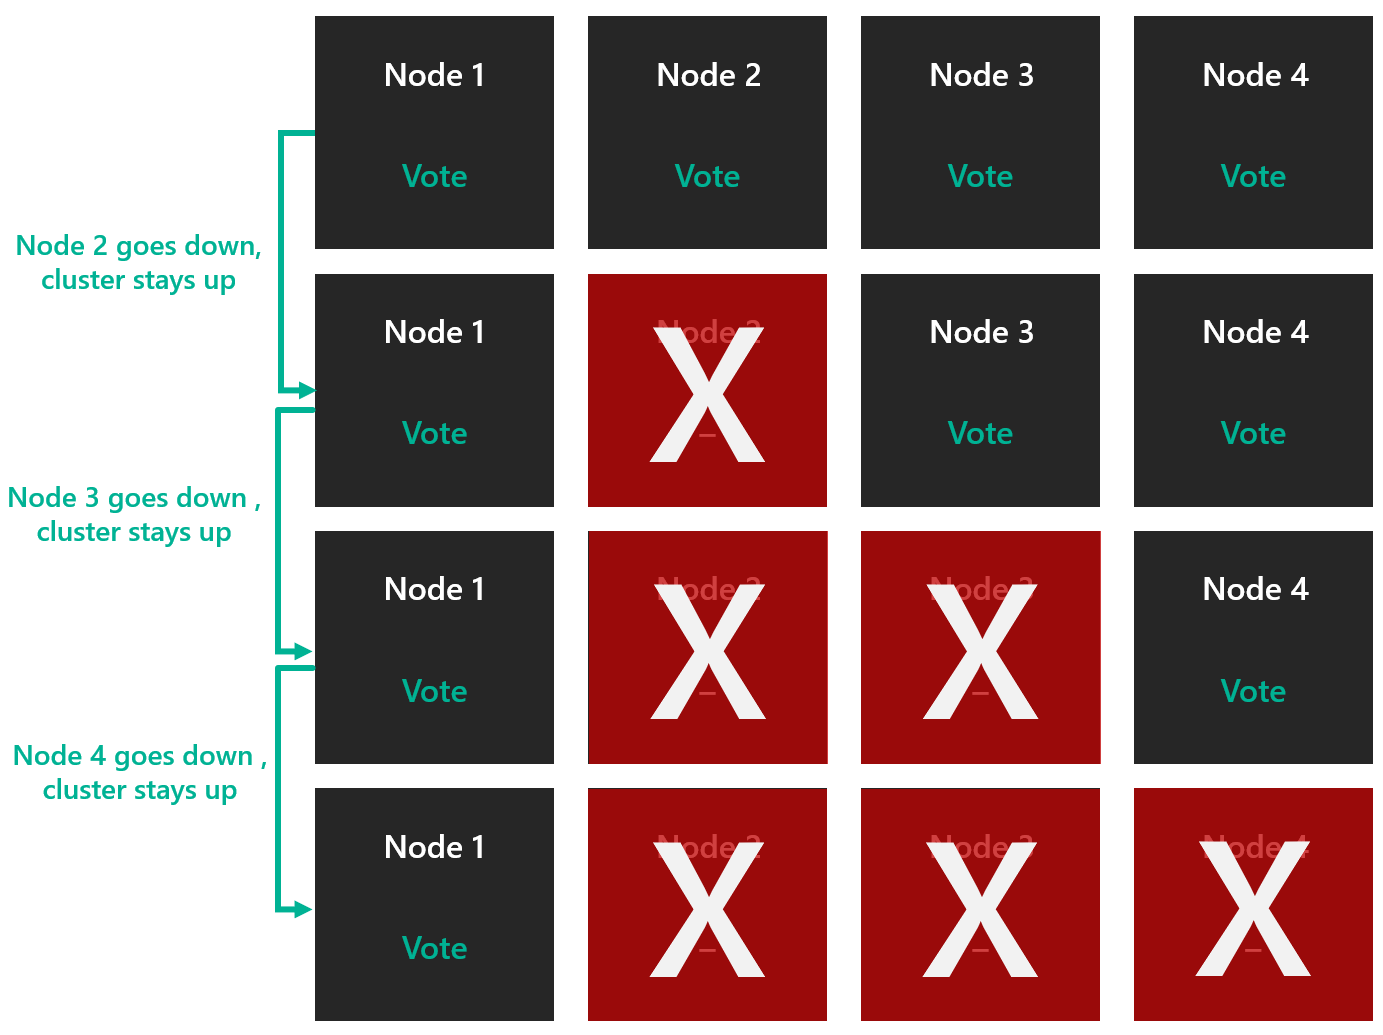 Node 1
Node 2
Node 3
Node 4
Vote
Vote
Vote
Vote
Node 2 goes down,
cluster stays up
Node 1
Node 2
Node 3
Node 4
Vote
X
–
Vote
Vote
Node 3 goes down ,
cluster stays up
Node 1
Node 2
Node 3
Node 4
Vote
X
–
X
–
Vote
Node 4 goes down ,
cluster stays up
Node 1
Node 2
Node 3
Node 4
Vote
X
–
X
–
X
–